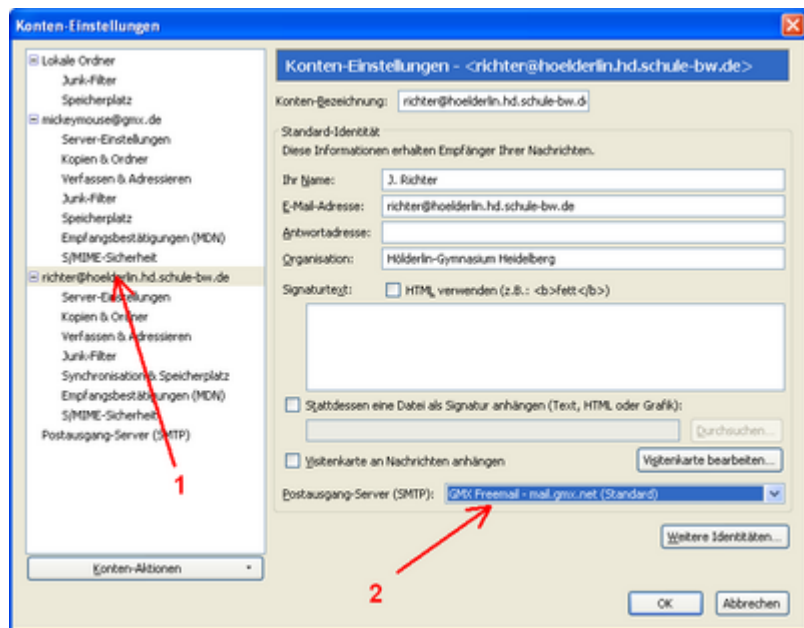 Konten-Einstellungen
Lokale Ordner
Junk-Filter
Speicherplatz
mickeymouse@gmx.de
Server-Einstellungen
Kopien & Ordner
Verfassen & Adressieren
Junk-Filter
Speicherplatz
Empfangsbestätigungen (MDN)
S/MIME-Sicherheit
richter@hoelderlin.hd.schule-bw.de
Server-Einstellungen
Kopien & Ordner
Verfassen & Adressieren
Junk-Filter
Synchronisation & Speicherplatz
Empfangsbestätigungen (MDN)
S/MIME-Sicherheit
Postausgang-Server (SMTP)
1
Konten-Aktionen
Konten-Einstellungen - <richter@hoelderlin.hd.schule-bw.de>
Konten-Bezeichnung: richter@hoelderlin.hd.schule-bw.d
Standard-Identität
Diese Informationen erhalten Empfänger Ihrer Nachrichten.
Ihr Name: J. Richter
E-Mail-Adresse: richter@hoelderlin.hd.schule-bw.de
Antwortadresse:
Organisation: Hölderlin-Gymnasium Heidelberg
Signaturtext: HTML verwenden (z.B.: <b>fett</b>)
Stattdessen eine Datei als Signatur anhängen (Text, HTML oder Grafik):
Durchsuchen...
Visitenkarte an Nachrichten anhängen Visitenkarte bearbeiten...
Postausgang-Server (SMTP): GMX Freemail - mail.gmx.net (Standard)
Weitere Identitäten...
2
OK Abbrechen